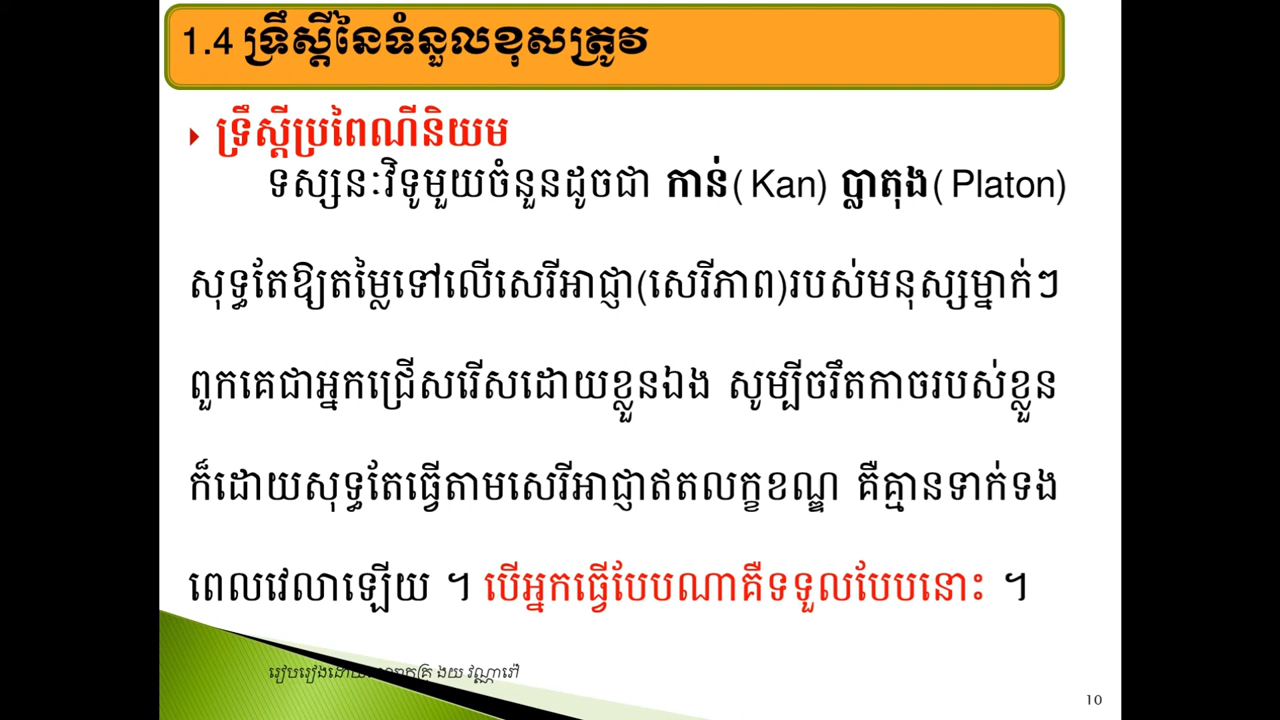 1.4 ទ្រឹស្តីនៃទំនួលខុសត្រូវ
ទ្រឹស្តីប្រពៃណីនិយម
ទស្សនៈវិទូមួយចំនួនដូចជា កាន់(Kan) ប្លាតុង(Platon)
សុទ្ធតែឱ្យតម្លៃទៅលើសេរីអាជ្ញា(សេរីភាព)របស់មនុស្សម្នាក់ៗ
ពួកគេជាអ្នកជ្រើសរើសដោយខ្លួនឯង សូម្បីចរឹតកាចរបស់ខ្លួន
ក៏ដោយសុទ្ធតែធ្វើតាមសេរីអាជ្ញាឥតលក្ខខណ្ឌ គឺគ្មានទាក់ទង
ពេលវេលាឡើយ ។ បើអ្នកធ្វើបែបណាគឺទទួលបែបនោះ ។
រៀបរៀងដោយ ងយ វណ្ណារៅ
10